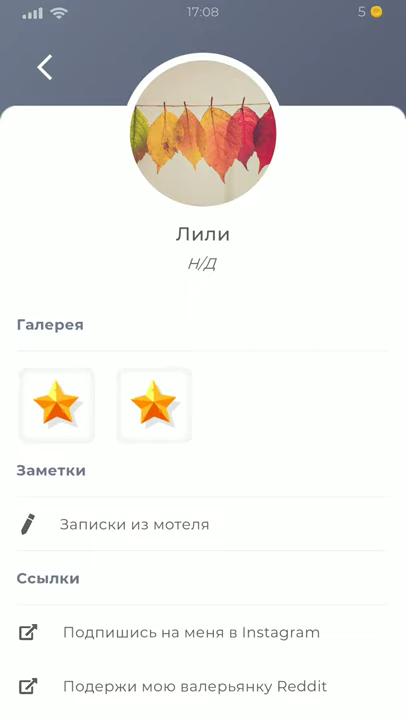 17:08
5
Лили
Н/Д
Галерея
Заметки
Записки из мотеля
Ссылки
Подпишись на меня в Instagram
Подержи мою валерьянку Reddit